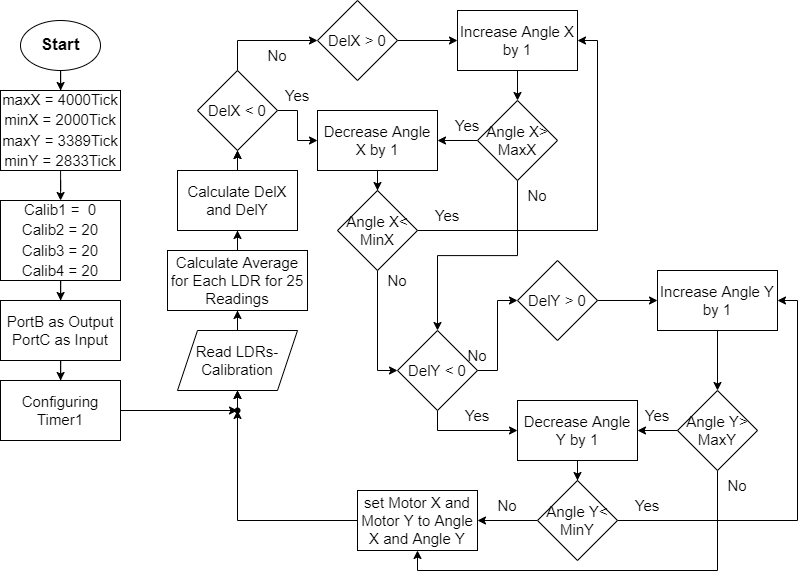 Start
maxX = 4000Tick
minX = 2000Tick
maxY = 3389Tick
minY = 2833Tick
Calib1 =  0
Calib2 = 20
Calib3 = 20
Calib4 = 20
PortB as Output
PortC as Input
Configuring
Timer1
Read LDRs-
Calibration
Calculate Average
for Each LDR for 25
Readings
Calculate DelX
and DelY
DelX < 0
No
Yes
DelX > 0
Increase Angle X
by 1
Decrease Angle
X by 1
Yes
Angle X>
MaxX
No
Angle X<
MinX
Yes
No
DelY < 0
No
Yes
DelY > 0
Increase Angle Y
by 1
Decrease Angle
Y by 1
Yes
Angle Y>
MaxY
No
Angle Y<
MinY
Yes
No
set Motor X and
Motor Y to Angle
X and Angle Y